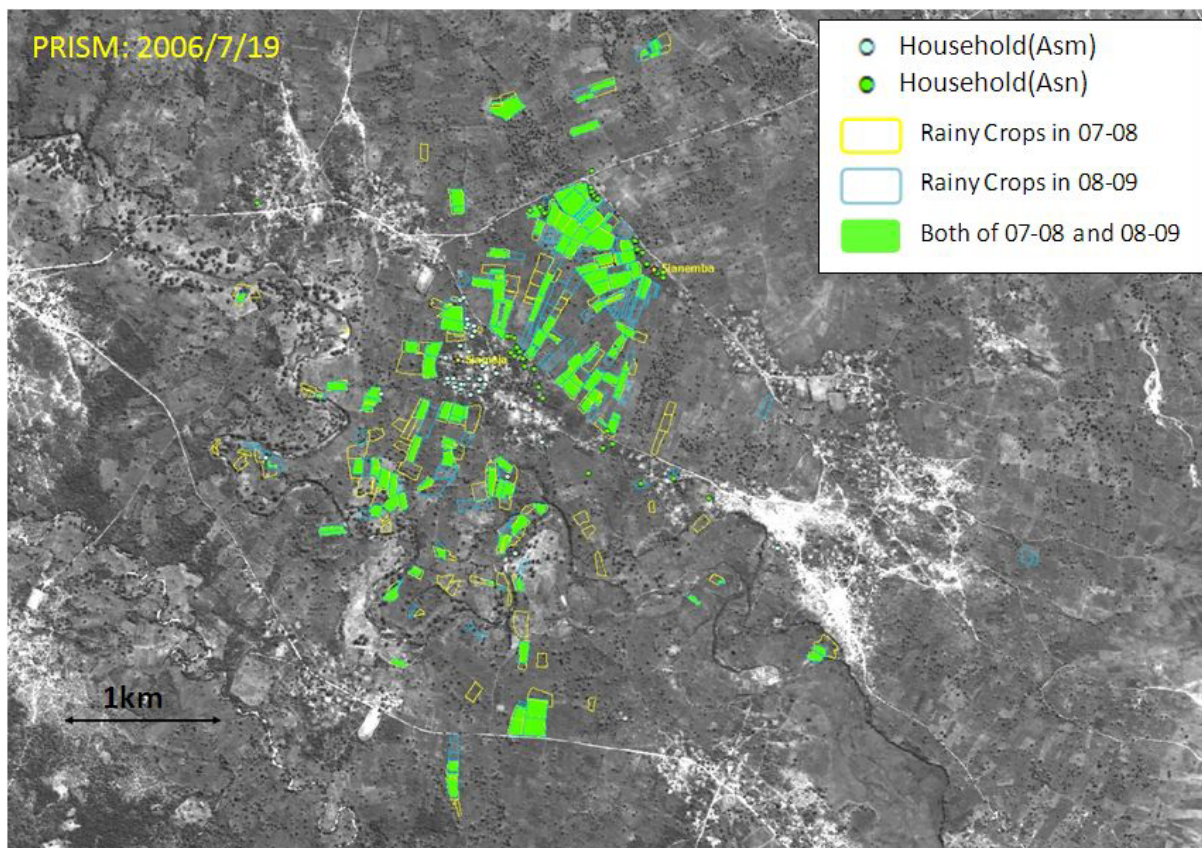 PRISM: 2006/7/19
Household(Asm)
Household(Asn)
Rainy Crops in 07-08
Rainy Crops in 08-09
Both of 07-08 and 08-09
Sianemba
Siameja
1km